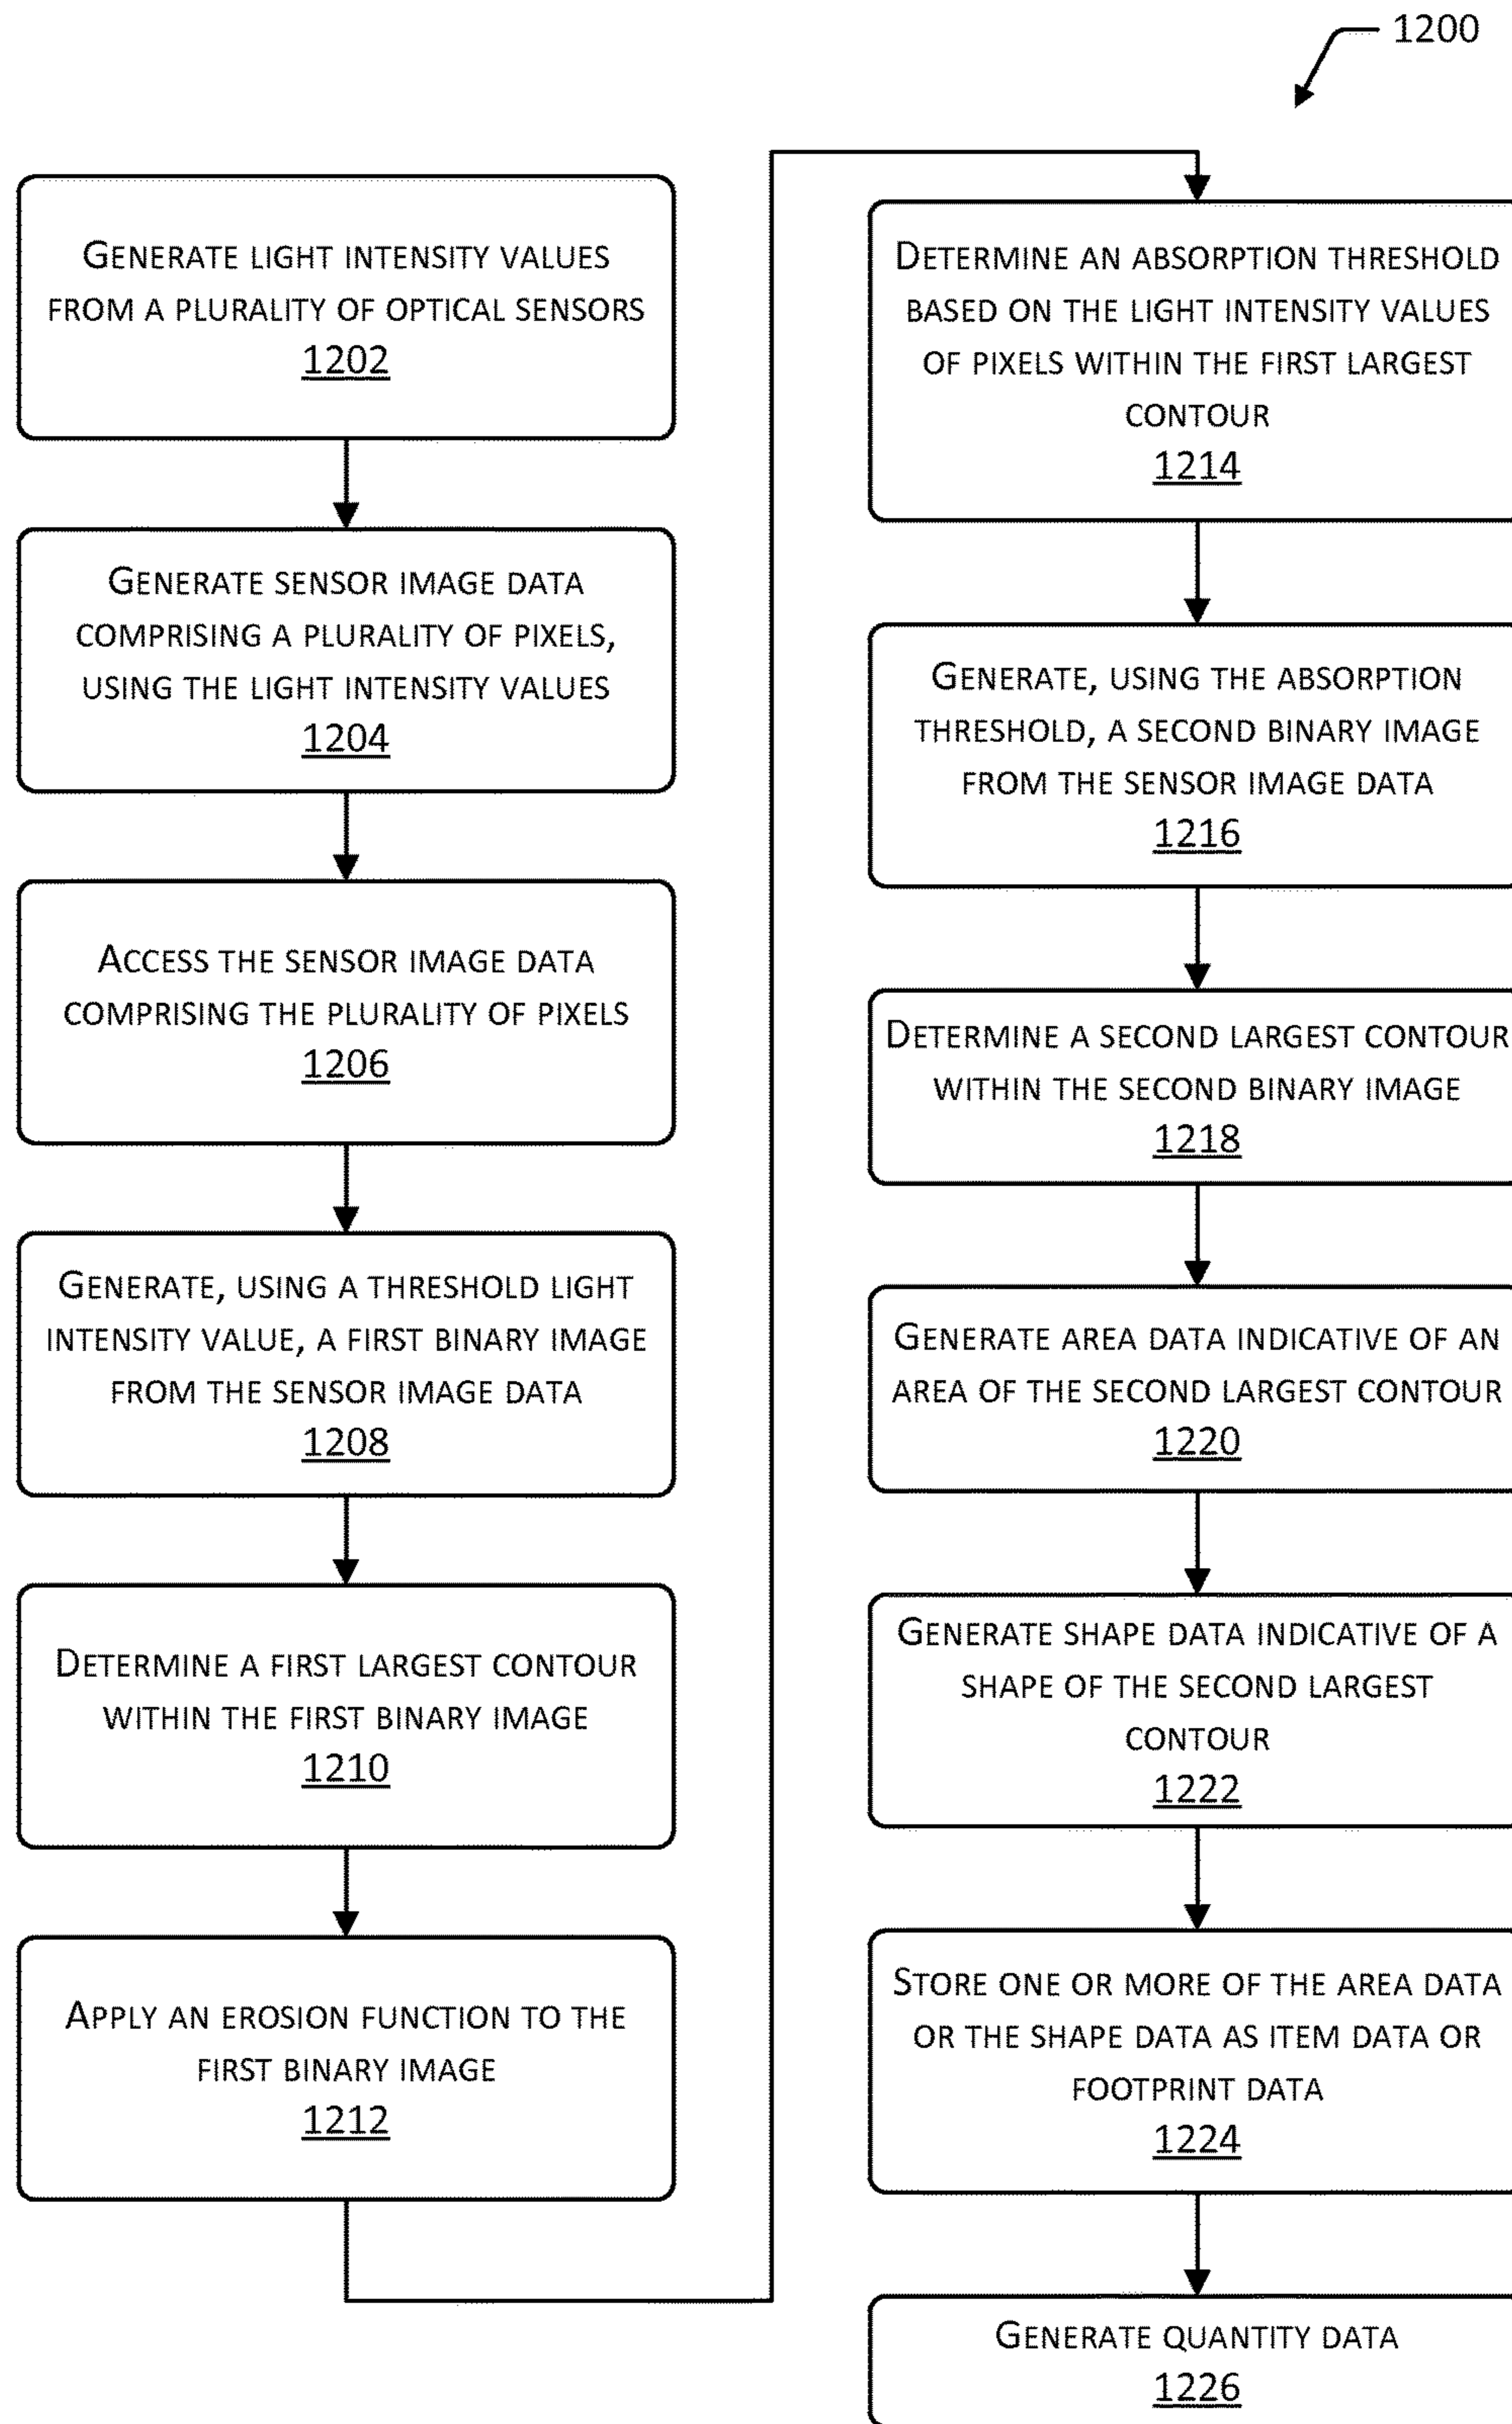 1200
GENERATE LIGHT INTENSITY VALUES
FROM A PLURALITY OF OPTICAL SENSORS
1202
GENERATE SENSOR IMAGE DATA
COMPRISING A PLURALITY OF PIXELS,
USING THE LIGHT INTENSITY VALUES
1204
ACCESS THE SENSOR IMAGE DATA
COMPRISING THE PLURALITY OF PIXELS
1206
GENERATE, USING A THRESHOLD LIGHT
INTENSITY VALUE, A FIRST BINARY IMAGE
FROM THE SENSOR IMAGE DATA
1208
DETERMINE A FIRST LARGEST CONTOUR
WITHIN THE FIRST BINARY IMAGE
1210
APPLY AN EROSION FUNCTION TO THE
FIRST BINARY IMAGE
1212
DETERMINE AN ABSORPTION THRESHOLD
BASED ON THE LIGHT INTENSITY VALUES
OF PIXELS WITHIN THE FIRST LARGEST
CONTOUR
1214
GENERATE, USING THE ABSORPTION
THRESHOLD, A SECOND BINARY IMAGE
FROM THE SENSOR IMAGE DATA
1216
DETERMINE A SECOND LARGEST CONTOUR
WITHIN THE SECOND BINARY IMAGE
1218
GENERATE AREA DATA INDICATIVE OF AN
AREA OF THE SECOND LARGEST CONTOUR
1220
GENERATE SHAPE DATA INDICATIVE OF A
SHAPE OF THE SECOND LARGEST
CONTOUR
1222
STORE ONE OR MORE OF THE AREA DATA
OR THE SHAPE DATA AS ITEM DATA OR
FOOTPRINT DATA
1224
GENERATE QUANTITY DATA
1226